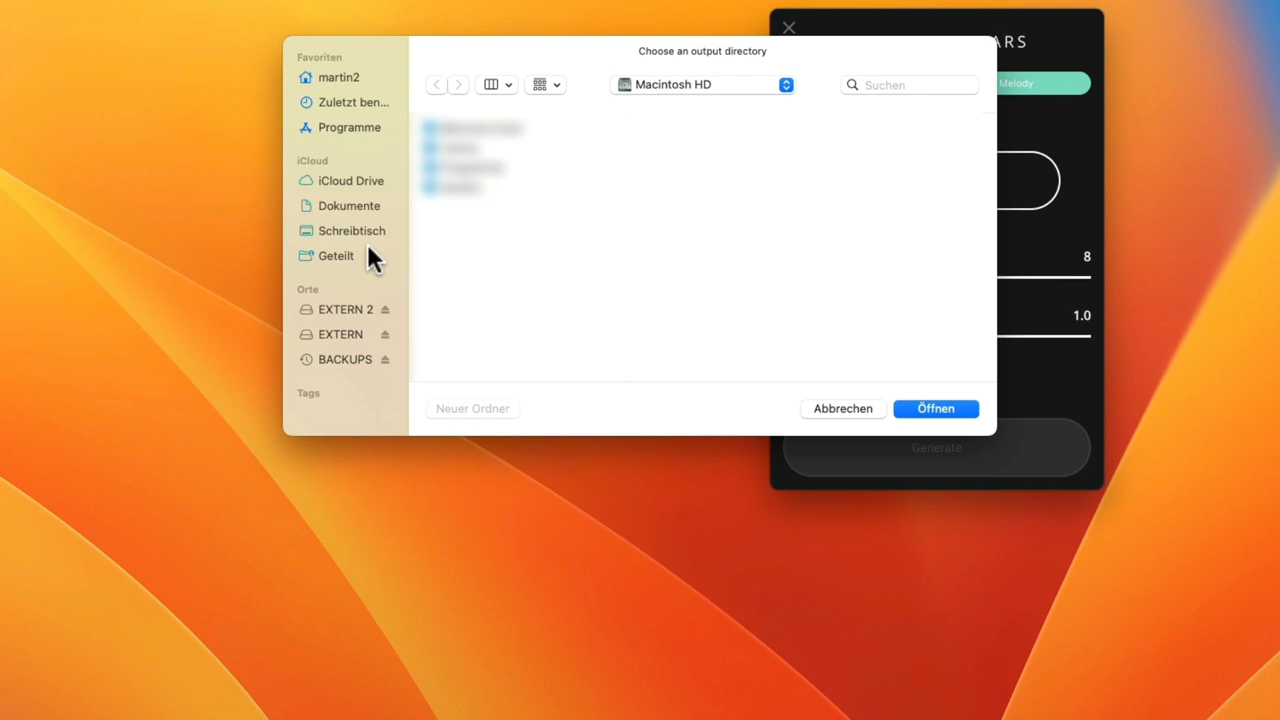 Choose an output directory
Favoriten
martin2
Zuletzt ben...
Programme
iCloud
iCloud Drive
Dokumente
Schreibtisch
Geteilt
Orte
EXTERN 2
EXTERN
BACKUPS
Tags
Macintosh HD
Suchen
Neuer Ordner
Abbrechen
Öffnen
ARS
Melody
8
1.0
Generate